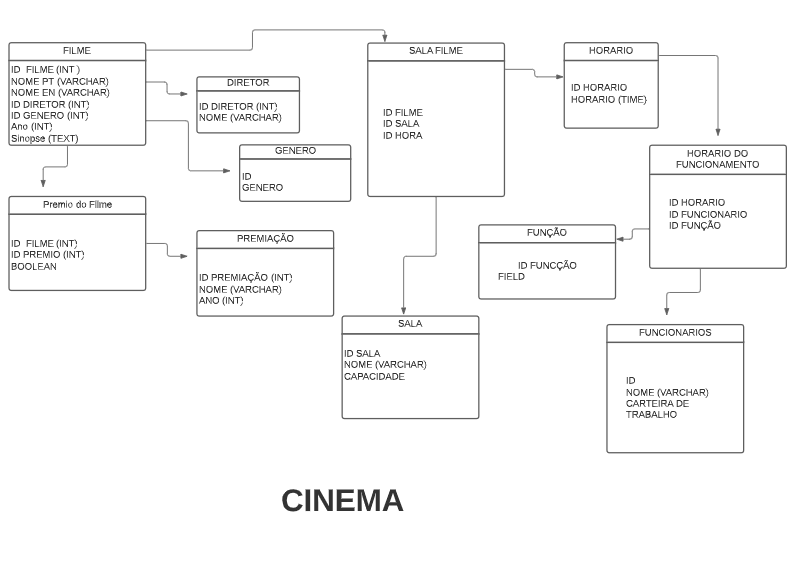 FILME
ID  FILME (INT )
NOME PT (VARCHAR)
NOME EN (VARCHAR)
ID DIRETOR (INT)
ID GENERO (INT)
Ano (INT)
Sinopse (TEXT)
DIRETOR
ID DIRETOR (INT)
NOME (VARCHAR)
GENERO
ID
GENERO
SALA FILME
ID FILME
ID SALA
ID HORA
HORARIO
ID HORARIO
HORARIO (TIME)
HORARIO DO
FUNCIONAMENTO
ID HORARIO
ID FUNCIONARIO
ID FUNÇÃO
Premio do Filme
ID  FILME (INT)
ID PREMIO (INT)
BOOLEAN
PREMIAÇÃO
ID PREMIAÇÃO (INT)
NOME (VARCHAR)
ANO (INT)
FUNÇÃO
ID FUNCÇÃO
FIELD
SALA
ID SALA
NOME (VARCHAR)
CAPACIDADE
FUNCIONARIOS
ID
NOME (VARCHAR)
CARTEIRA DE
TRABALHO
CINEMA